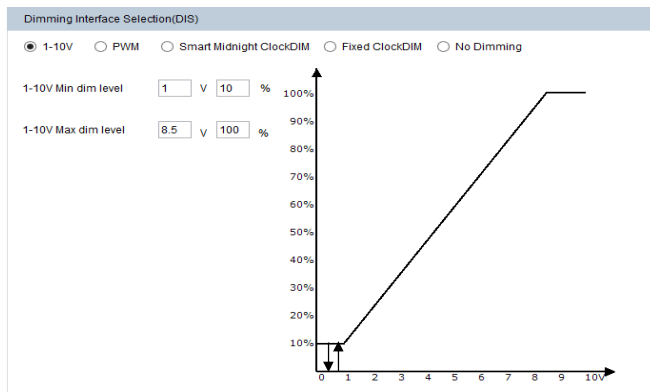 Dimming Interface Selection(DIS)
1-10V PWM Smart Midnight ClockDIM Fixed ClockDIM No Dimming
1-10V Min dim level 1 V 10 %
1-10V Max dim level 8.5 V 100 %
100%
90%
80%
70%
60%
50%
40%
30%
20%
10%
0 1 2 3 4 5 6 7 8 9 10V